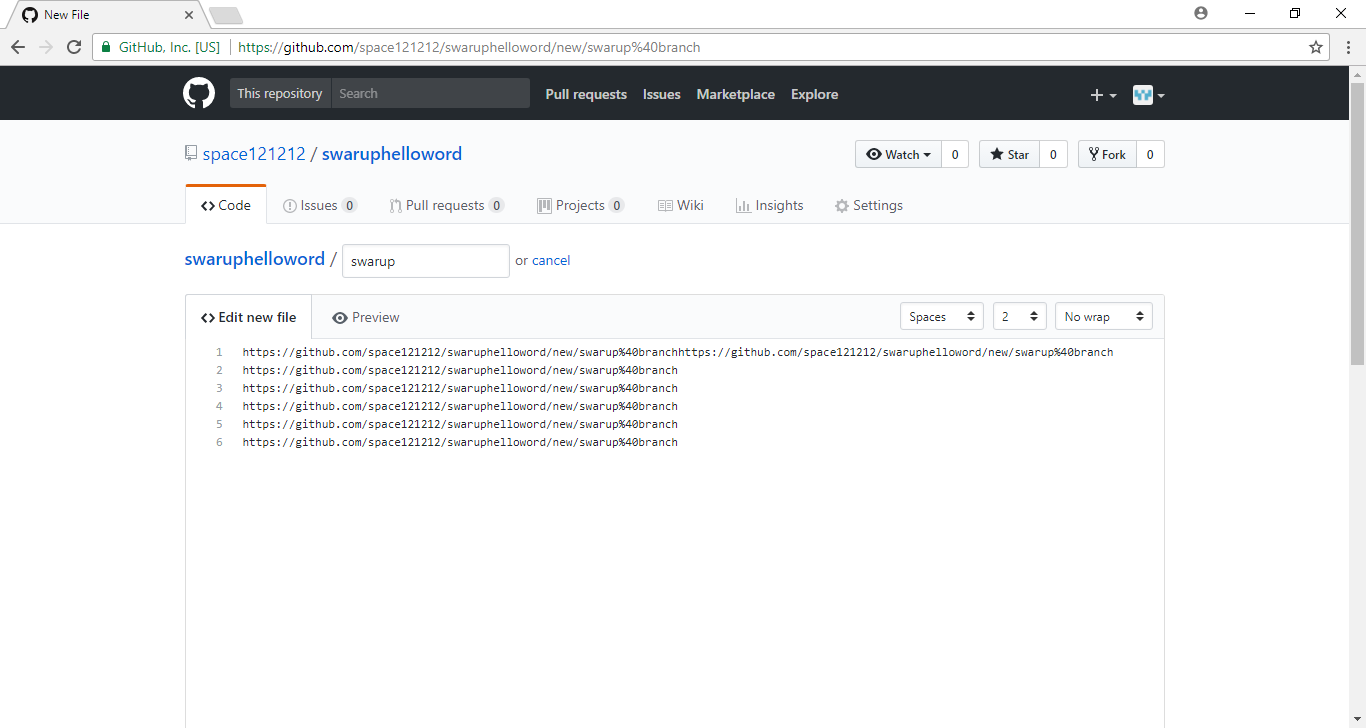 New File
GitHub, Inc. [US] https://github.com/space121212/swaruphelloword/new/swarup%40branch
This repository Search Pull requests Issues Marketplace Explore
space121212 / swaruphelloword Watch 0 Star 0 Fork 0
Code Issues 0 Pull requests 0 Projects 0 Wiki Insights Settings
swaruphelloword / swarup or cancel
Edit new file Preview Spaces 2 No wrap
1 https://github.com/space121212/swaruphelloword/new/swarup%40branchhttps://github.com/space121212/swaruphelloword/new/swarup%40branch
2 https://github.com/space121212/swaruphelloword/new/swarup%40branch
3 https://github.com/space121212/swaruphelloword/new/swarup%40branch
4 https://github.com/space121212/swaruphelloword/new/swarup%40branch
5 https://github.com/space121212/swaruphelloword/new/swarup%40branch
6 https://github.com/space121212/swaruphelloword/new/swarup%40branch